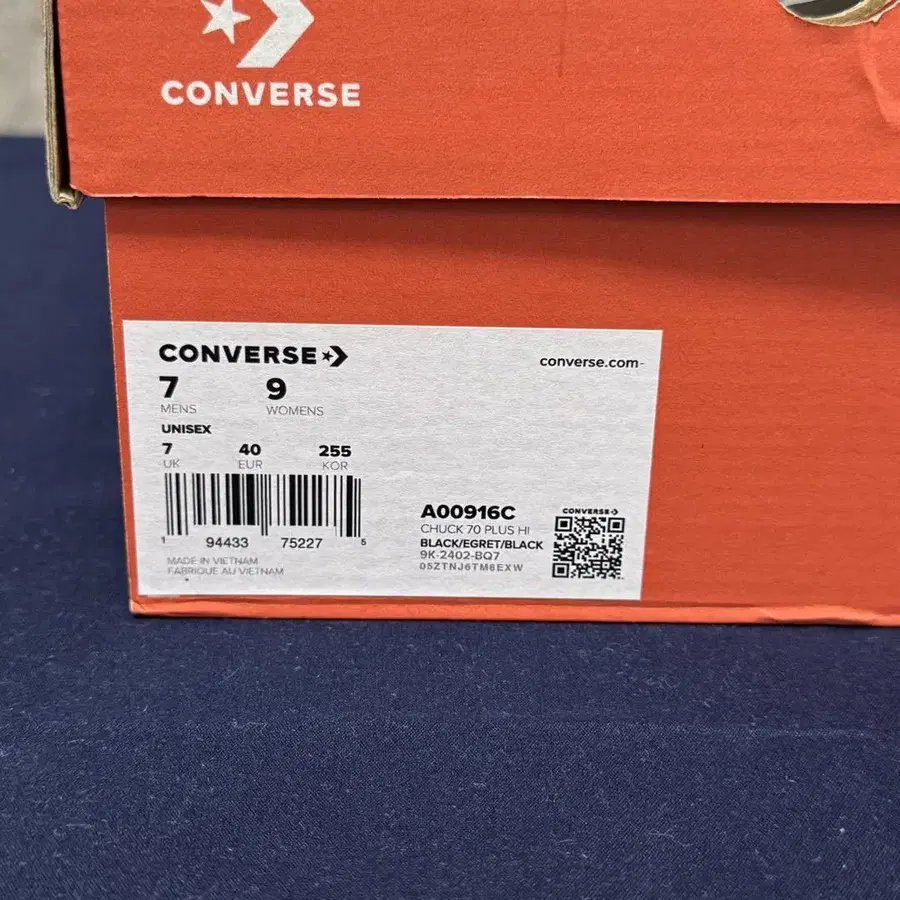 CONVERSE
CONVERSE
converse.com
7 9
MENS WOMENS
UNISEX
7 40 255
UK EUR KOR
1 94433 75227 5
MADE IN VIETNAM
FABRIQUE AU VIETNAM
A00916C
CHUCK 70 PLUS HI
BLACK/EGRET/BLACK
9K-2402-BQ7
05ZTNJ6TM6EXW
CONVERSE